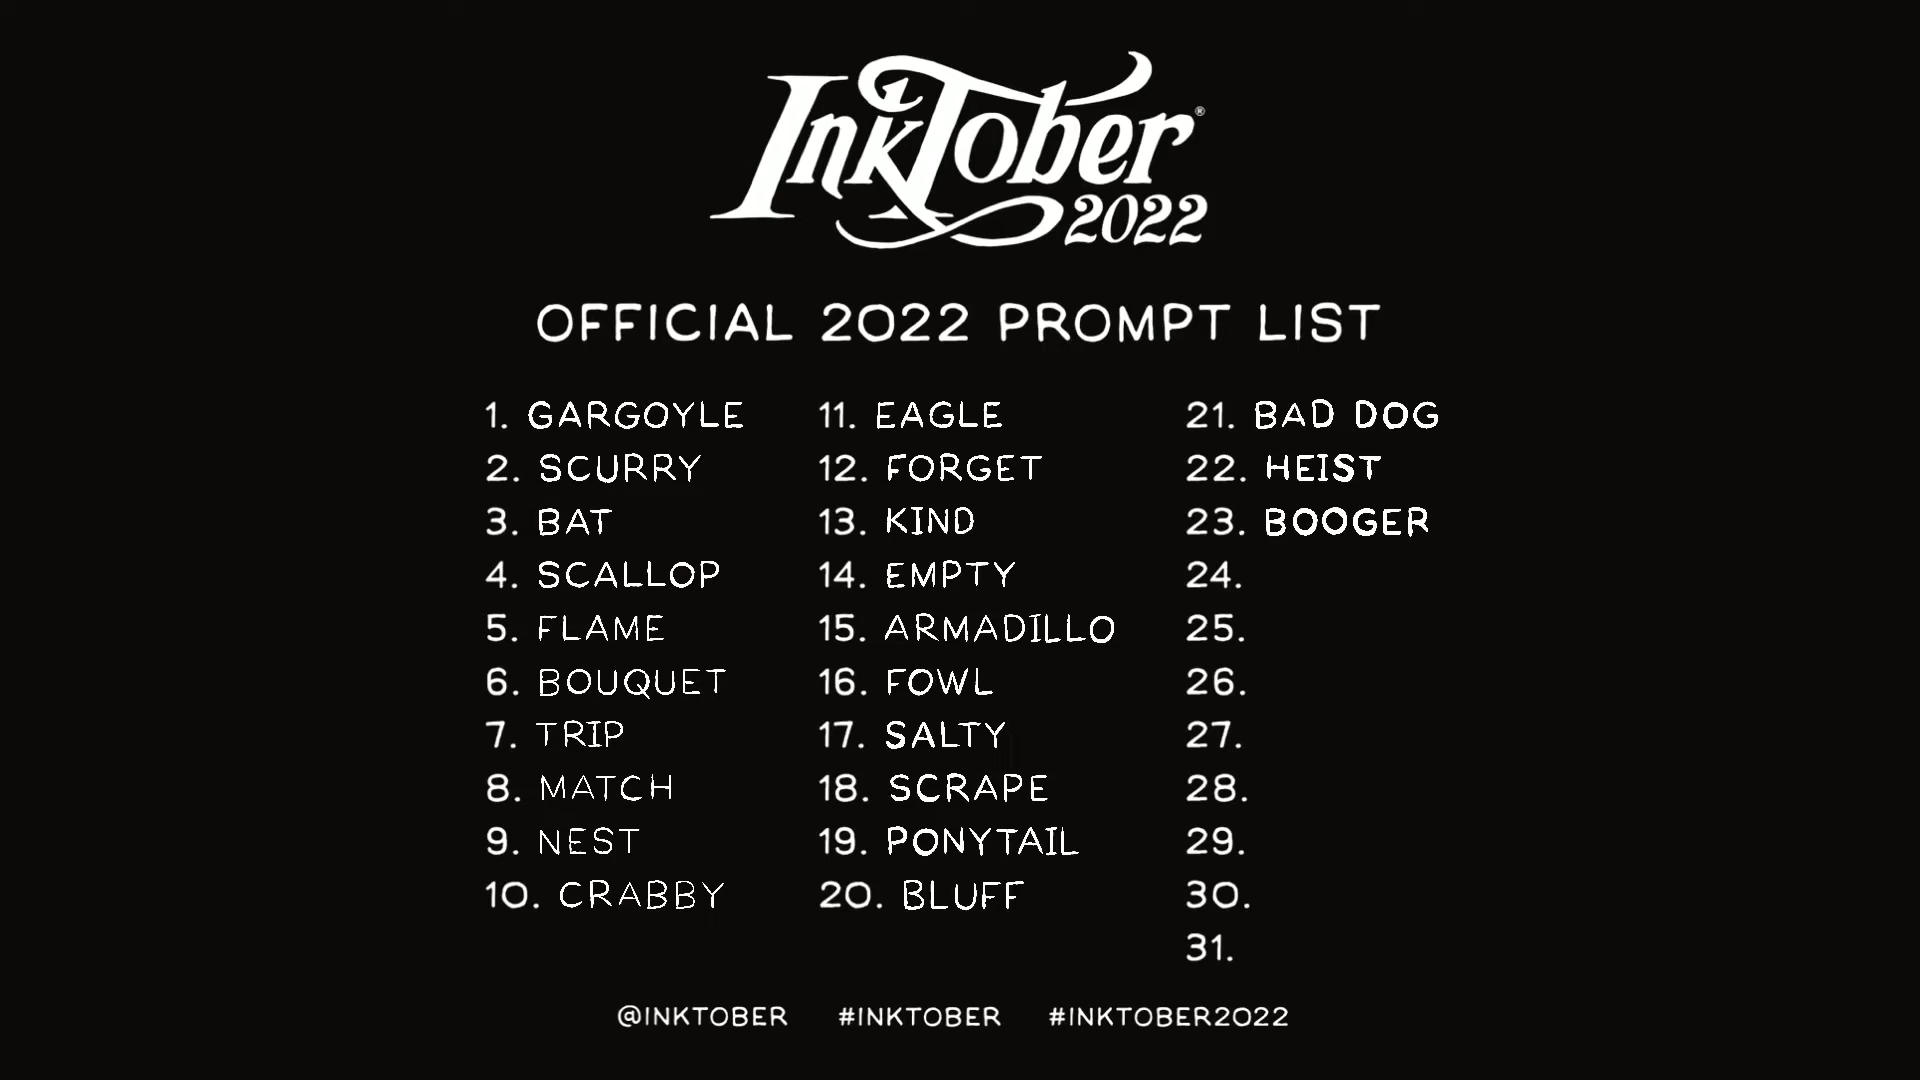 InkTober®
2022
OFFICIAL 2022 PROMPT LIST
1. GARGOYLE
2. SCURRY
3. BAT
4. SCALLOP
5. FLAME
6. BOUQUET
7. TRIP
8. MATCH
9. NEST
10. CRABBY
11. EAGLE
12. FORGET
13. KIND
14. EMPTY
15. ARMADILLO
16. FOWL
17. SALTY
18. SCRAPE
19. PONYTAIL
20. BLUFF
21. BAD DOG
22. HEIST
23. BOOGER
24.
25.
26.
27.
28.
29.
30.
31.
@INKTOBER #INKTOBER #INKTOBER2022